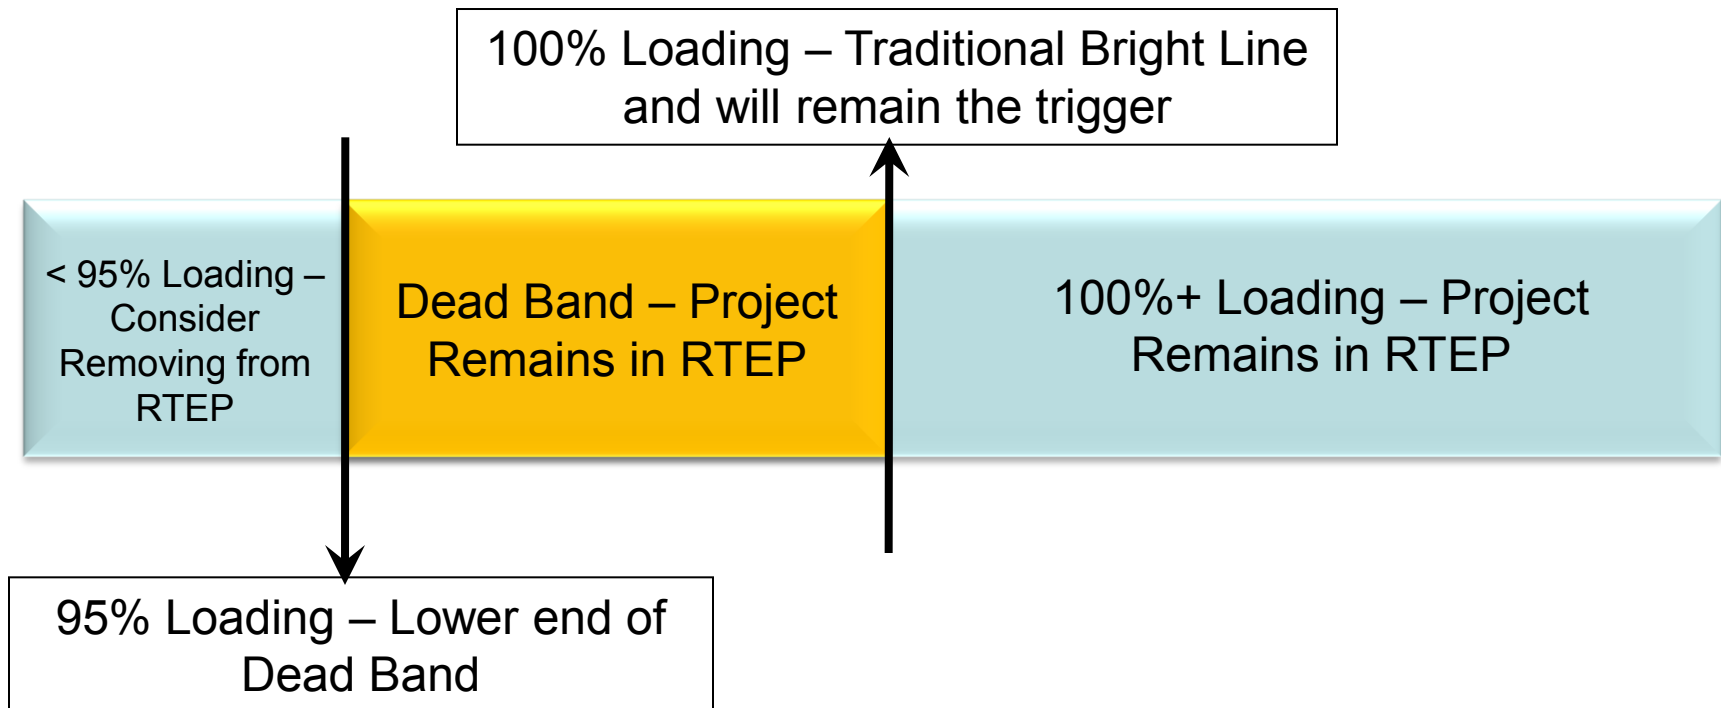 100% Loading – Traditional Bright Line
and will remain the trigger
< 95% Loading –
Consider
Removing from
RTEP
Dead Band – Project
Remains in RTEP
100%+ Loading – Project
Remains in RTEP
95% Loading – Lower end of
Dead Band